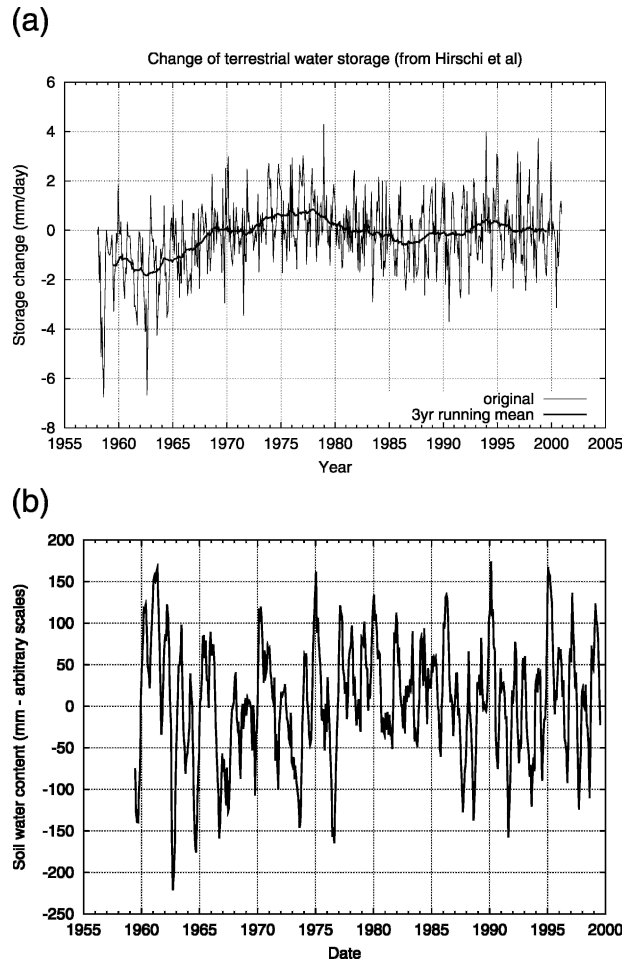 (a)
Change of terrestrial water storage (from Hirschi et al)
6
4
2
0
-2
-4
-6
-8
Storage change (mm/day)
original
3yr running mean
1955 1960 1965 1970 1975 1980 1985 1990 1995 2000 2005
Year
(b)
200
150
100
50
0
-50
-100
-150
-200
-250
Soil water content (mm - arbitrary scales)
1955 1960 1965 1970 1975 1980 1985 1990 1995 2000
Date